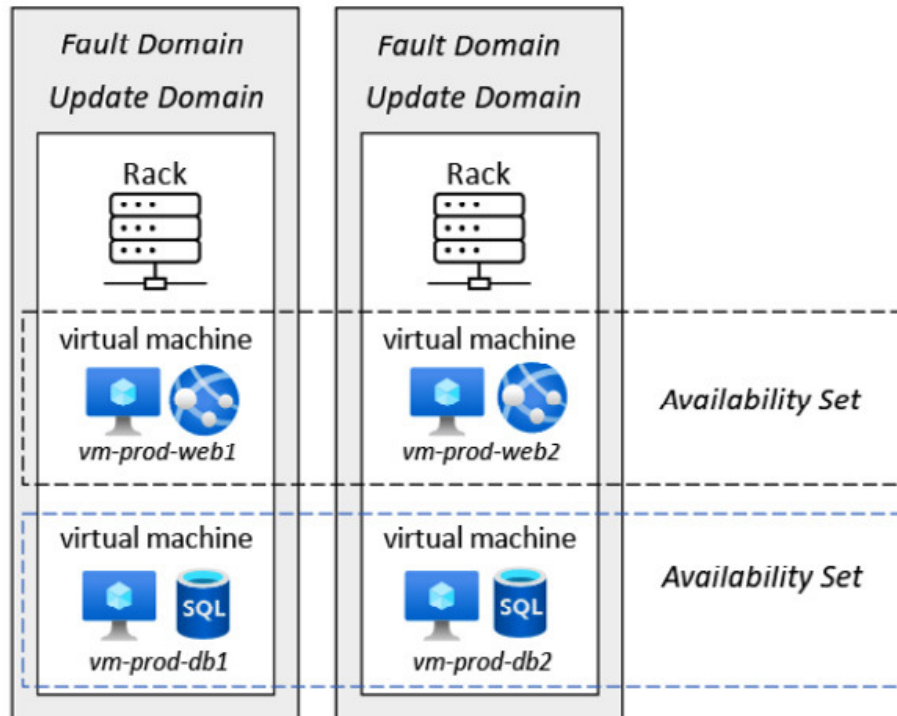 Fault Domain
Update Domain
Rack
virtual machine
vm-prod-web1
virtual machine
SQL
vm-prod-db1
Fault Domain
Update Domain
Rack
virtual machine
vm-prod-web2
virtual machine
SQL
vm-prod-db2
Availability Set
Availability Set